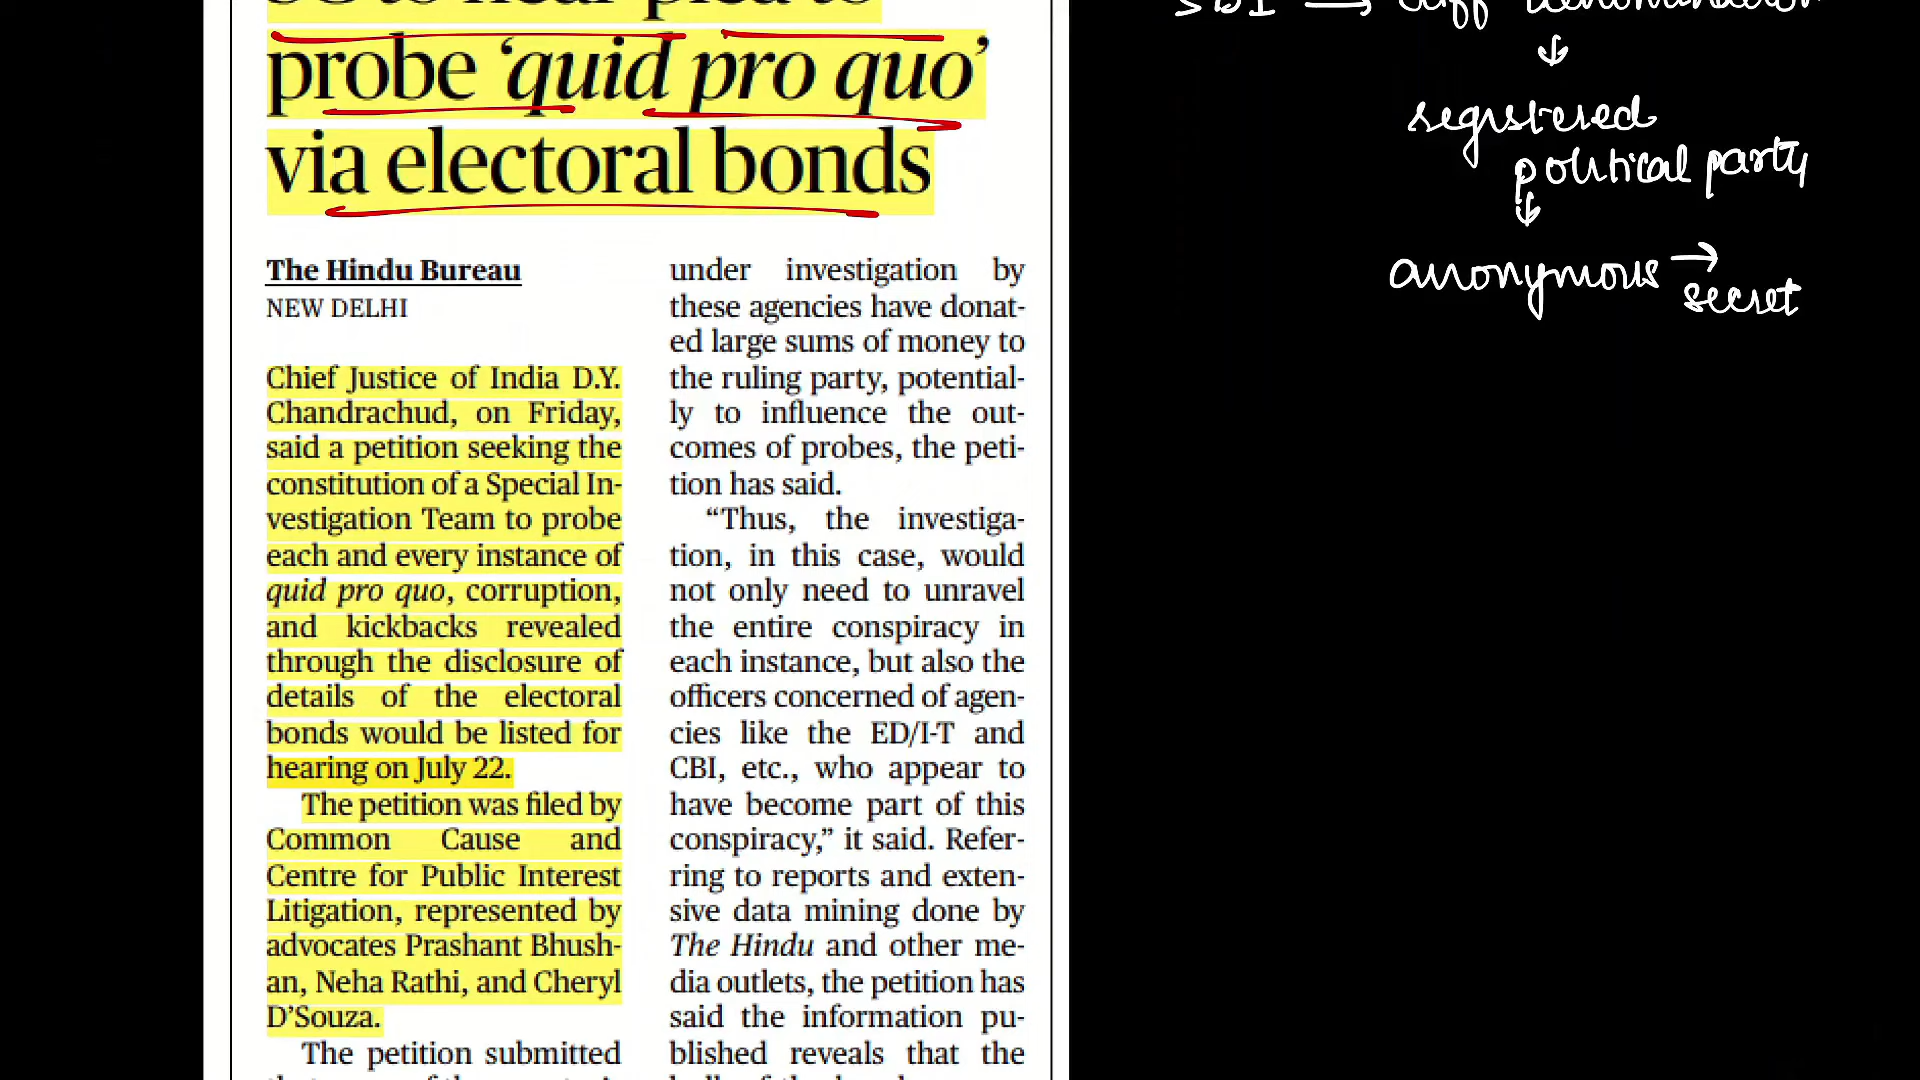 SC to hear plea to
probe ‘quid pro quo’
via electoral bonds
The Hindu Bureau
NEW DELHI
Chief Justice of India D.Y.
Chandrachud, on Friday,
said a petition seeking the
constitution of a Special In-
vestigation Team to probe
each and every instance of
quid pro quo, corruption,
and kickbacks revealed
through the disclosure of
details of the electoral
bonds would be listed for
hearing on July 22.
The petition was filed by
Common Cause and
Centre for Public Interest
Litigation, represented by
advocates Prashant Bhush-
an, Neha Rathi, and Cheryl
D’Souza.
The petition submitted
under investigation by
these agencies have donat-
ed large sums of money to
the ruling party, potential-
ly to influence the out-
comes of probes, the peti-
tion has said.
“Thus, the investiga-
tion, in this case, would
not only need to unravel
the entire conspiracy in
each instance, but also the
officers concerned of agen-
cies like the ED/I-T and
CBI, etc., who appear to
have become part of this
conspiracy,” it said. Refer-
ring to reports and exten-
sive data mining done by
The Hindu and other me-
dia outlets, the petition has
said the information pu-
blished reveals that the
SBI → diff denomination
↓
registered
political party
↓
anonymous →
secret